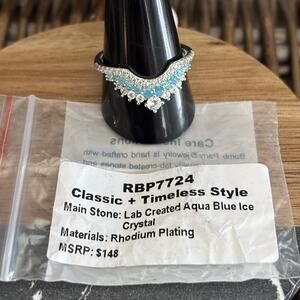 Care Instructions
Bomb Party jewelry is hand crafted with
RBP7724
Classic + Timeless Style
Main Stone: Lab Created Aqua Blue Ice
Crystal
Materials: Rhodium Plating
MSRP: $148